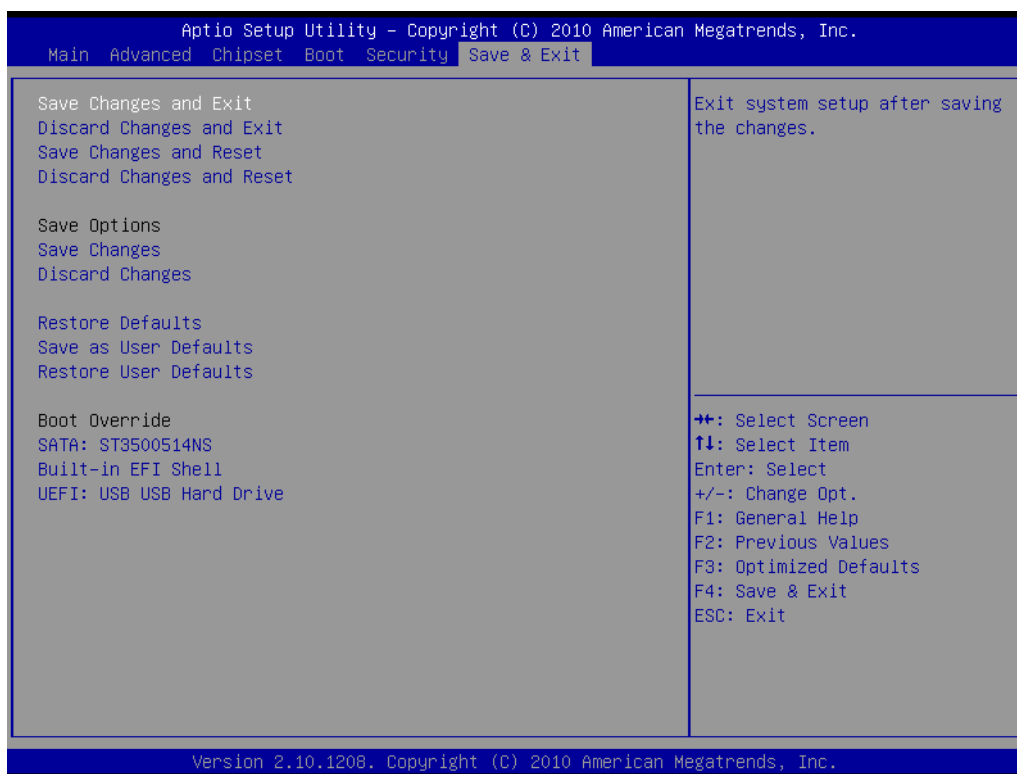 Aptio Setup Utility – Copyright (C) 2010 American Megatrends, Inc.
Main Advanced Chipset Boot Security Save & Exit
Save Changes and Exit
Discard Changes and Exit
Save Changes and Reset
Discard Changes and Reset
Save Options
Save Changes
Discard Changes
Restore Defaults
Save as User Defaults
Restore User Defaults
Boot Override
SATA: ST3500514NS
Built-in EFI Shell
UEFI: USB USB Hard Drive
Exit system setup after saving
the changes.
→←: Select Screen
↑↓: Select Item
Enter: Select
+/-: Change Opt.
F1: General Help
F2: Previous Values
F3: Optimized Defaults
F4: Save & Exit
ESC: Exit
Version 2.10.1208. Copyright (C) 2010 American Megatrends, Inc.